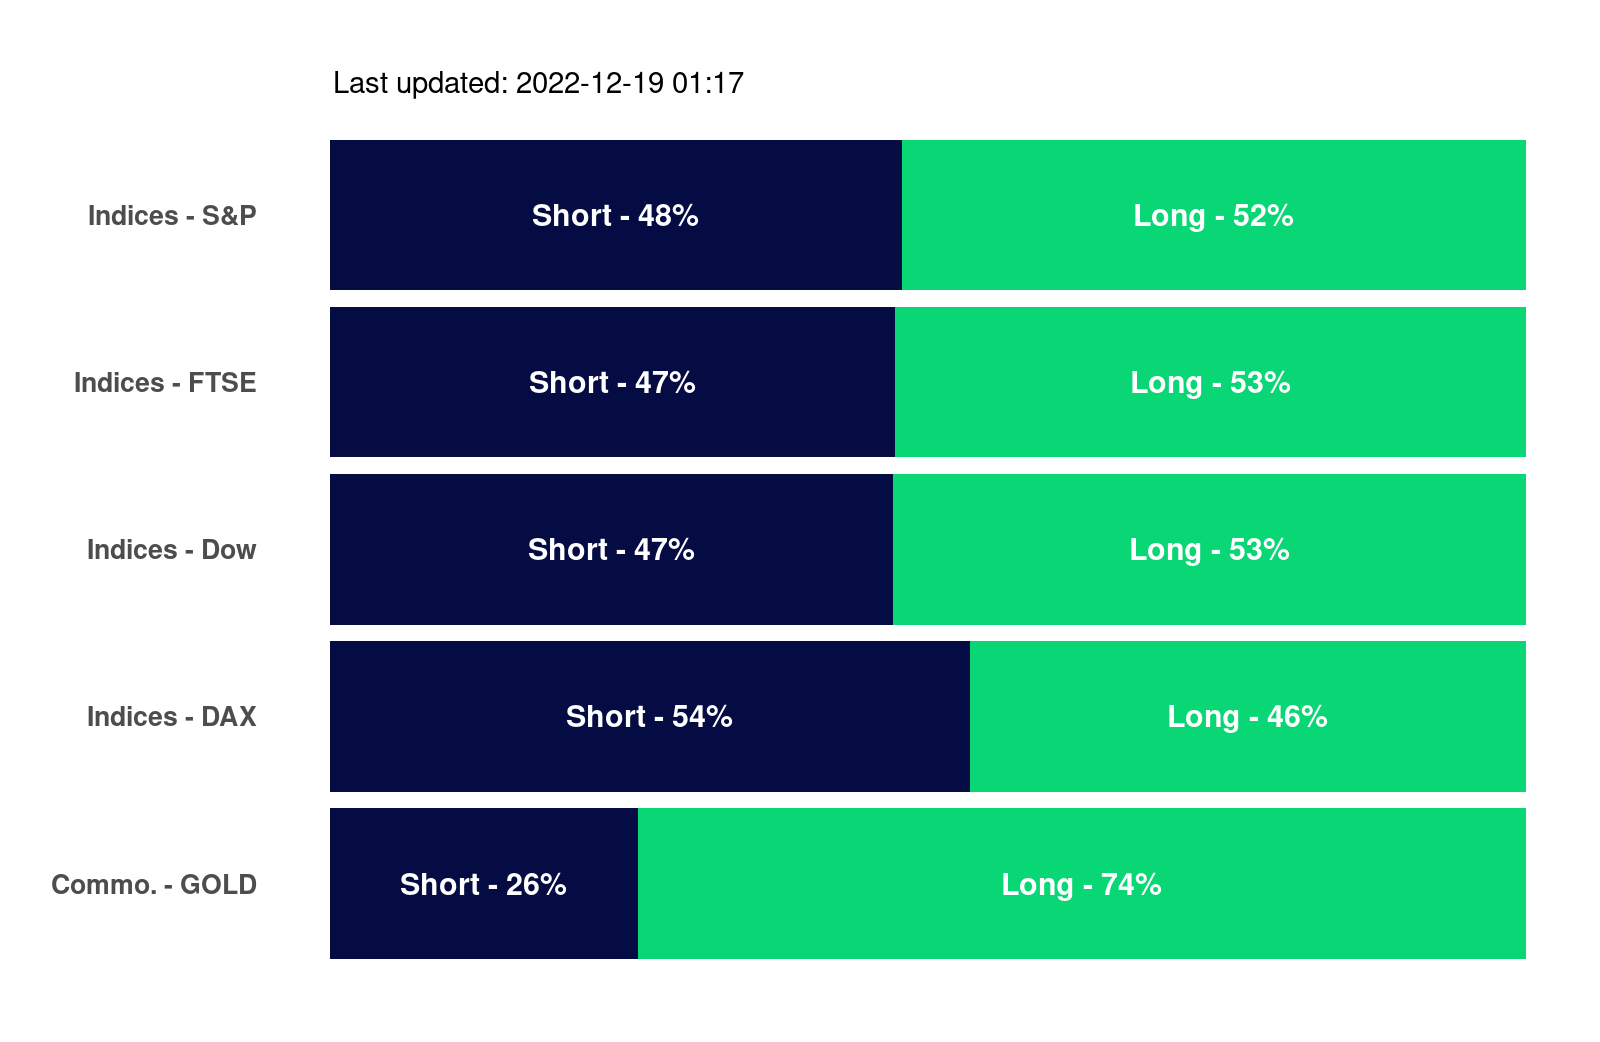 Last updated: 2022-12-19 01:17
Indices - S&P Short - 48% Long - 52%
Indices - FTSE Short - 47% Long - 53%
Indices - Dow Short - 47% Long - 53%
Indices - DAX Short - 54% Long - 46%
Commo. - GOLD Short - 26% Long - 74%